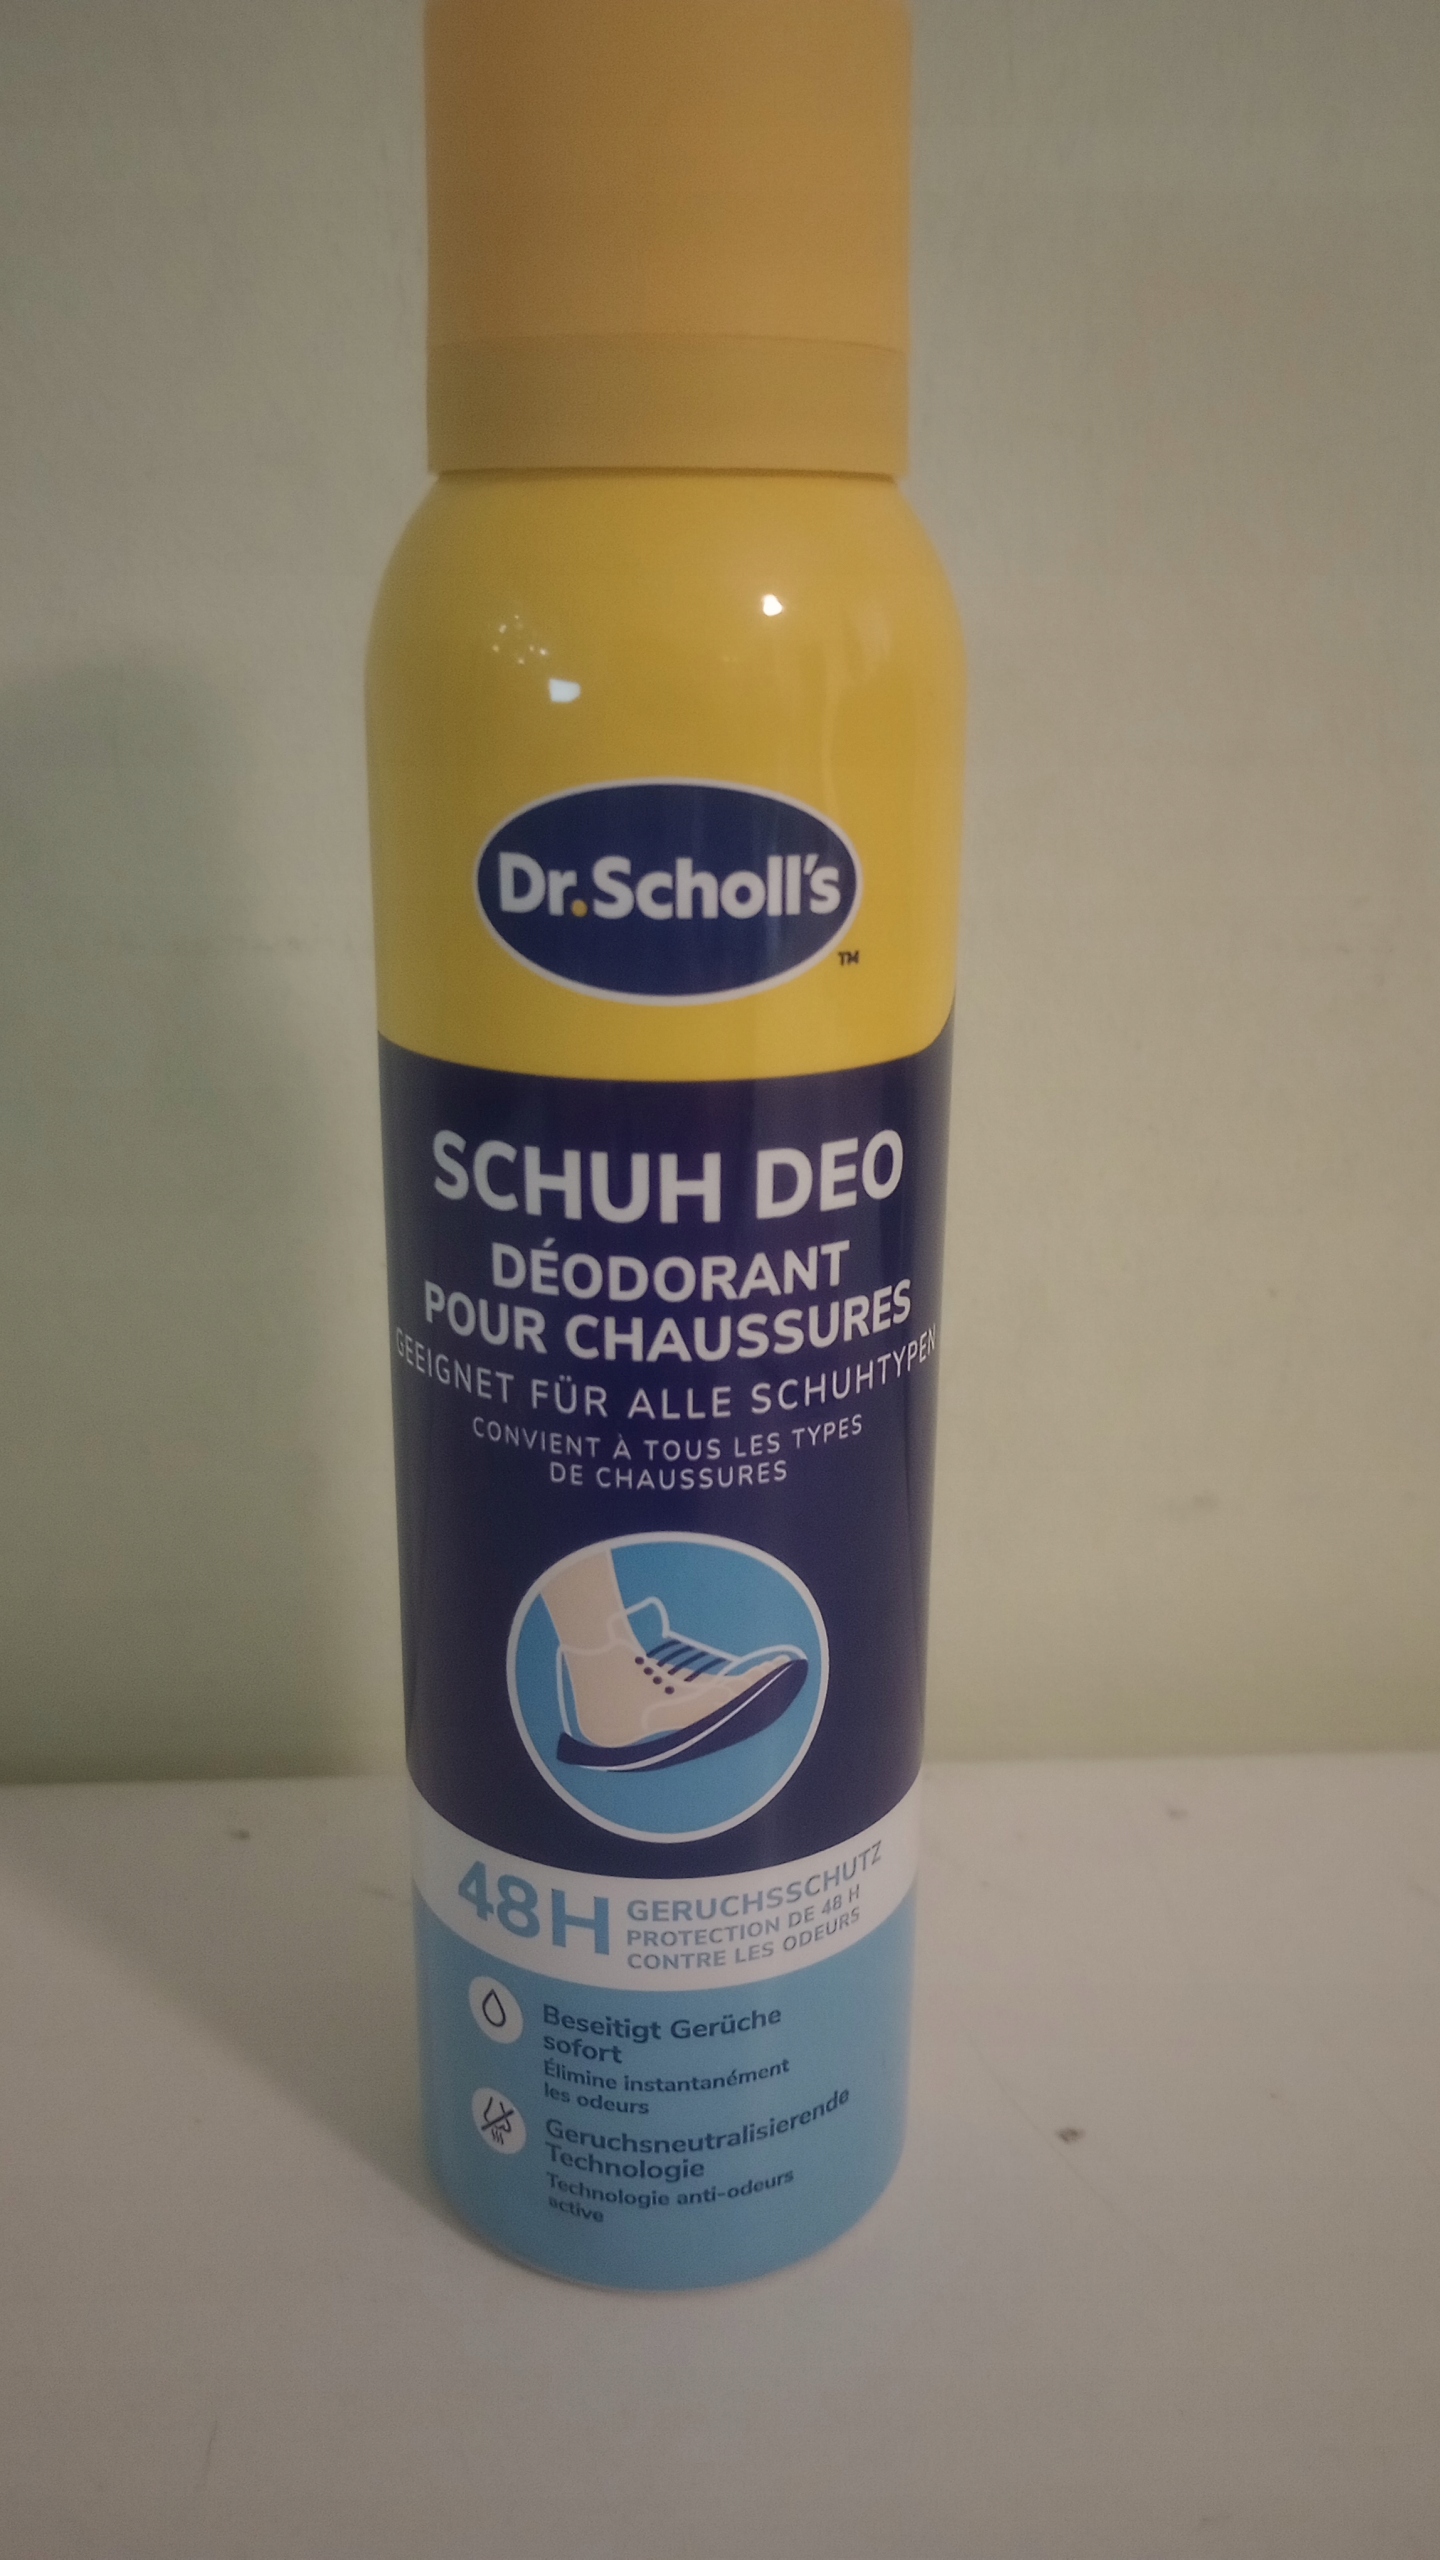 Dr.Scholl's
TM
SCHUH DEO
DÉODORANT
POUR CHAUSSURES
GEEIGNET FÜR ALLE SCHUHTYPEN
CONVIENT À TOUS LES TYPES
DE CHAUSSURES
48H
GERUCHSSCHUTZ
PROTECTION DE 48 H
CONTRE LES ODEURS
Beseitigt Gerüche
sofort
Élimine instantanément
les odeurs
Geruchsneutralisierende
Technologie
Technologie anti-odeurs
active